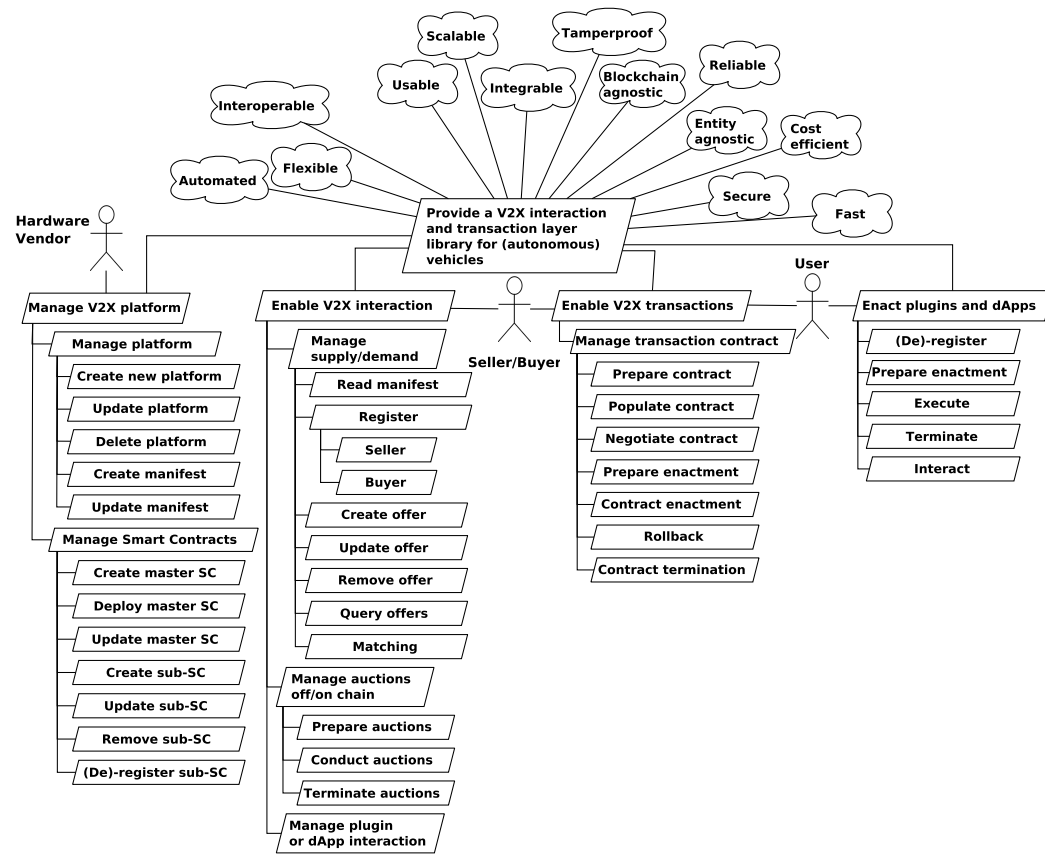 Scalable
Tamperproof
Usable
Integrable
Blockchain
agnostic
Reliable
Interoperable
Entity
agnostic
Cost
efficient
Automated
Flexible
Secure
Fast
Hardware
Vendor
Provide a V2X interaction
and transaction layer
library for (autonomous)
vehicles
User
Seller/Buyer
Manage V2X platform
Manage platform
Create new platform
Update platform
Delete platform
Create manifest
Update manifest
Manage Smart Contracts
Create master SC
Deploy master SC
Update master SC
Create sub-SC
Update sub-SC
Remove sub-SC
(De)-register sub-SC
Enable V2X interaction
Manage
supply/demand
Read manifest
Register
Seller
Buyer
Create offer
Update offer
Remove offer
Query offers
Matching
Manage auctions
off/on chain
Prepare auctions
Conduct auctions
Terminate auctions
Manage plugin
or dApp interaction
Enable V2X transactions
Manage transaction contract
Prepare contract
Populate contract
Negotiate contract
Prepare enactment
Contract enactment
Rollback
Contract termination
Enact plugins and dApps
(De)-register
Prepare enactment
Execute
Terminate
Interact